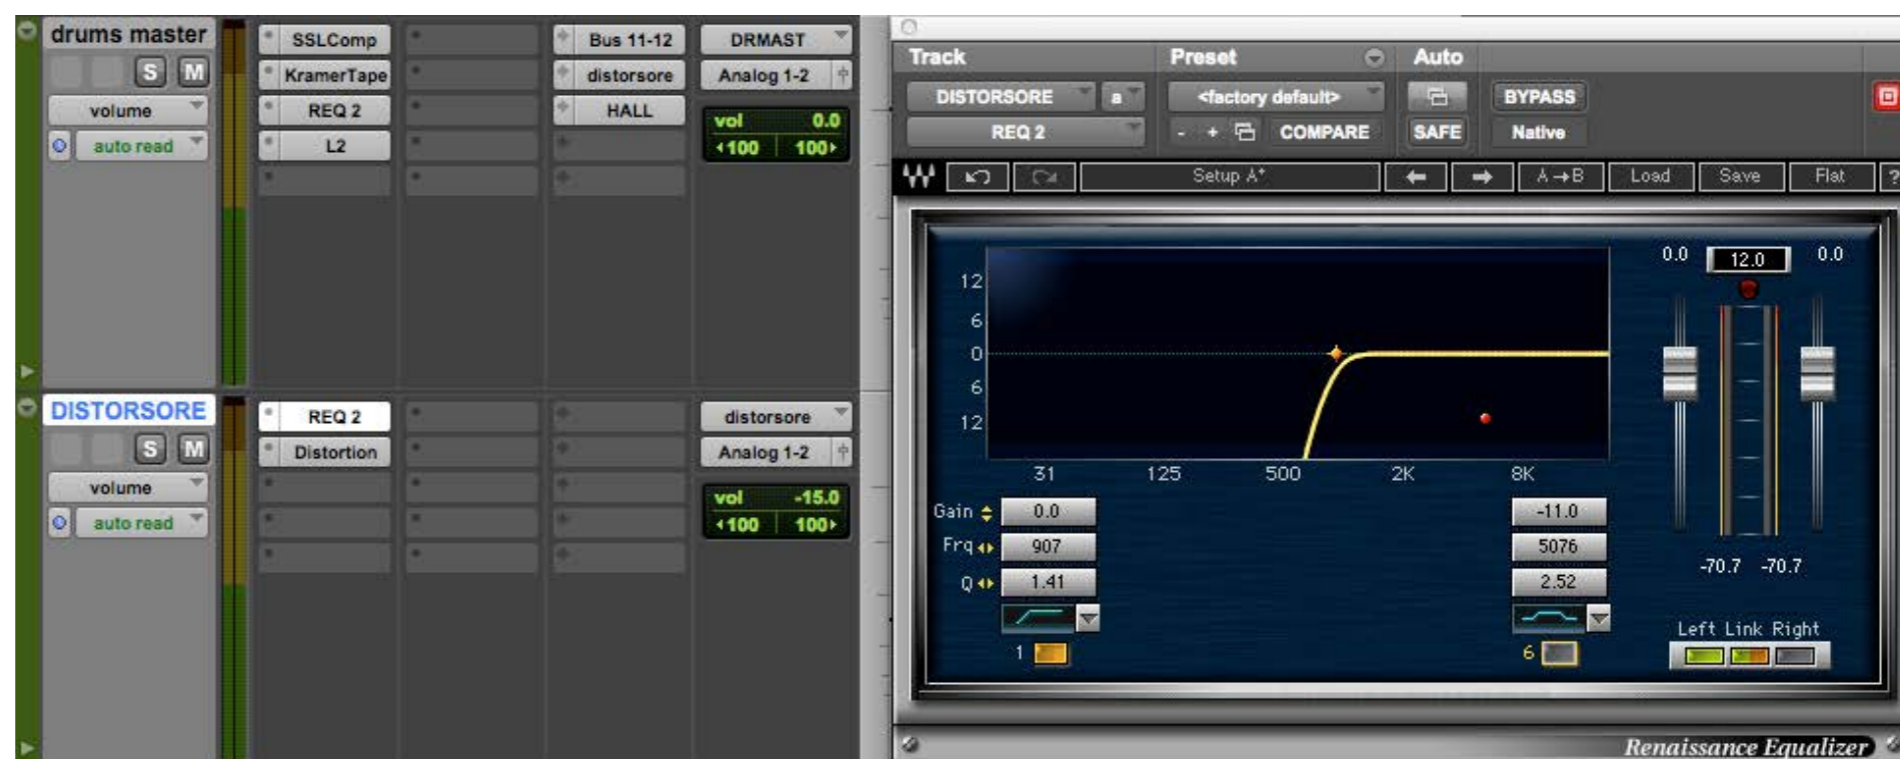 drums master
S M
volume
auto read
SSLComp
KramerTape
REQ 2
L2
Bus 11-12
distorsore
HALL
DRMAST
Analog 1-2
vol 0.0
100 100
DISTORSORE
S M
volume
auto read
REQ 2
Distortion
distorsore
Analog 1-2
vol -15.0
100 100
Track Preset Auto
DISTORSORE a <factory default> BYPASS
REQ 2 - + COMPARE SAFE Native
Setup A* A→B Load Save Flat ?
12
6
0
6
12
31 125 500 2K 8K
0.0 12.0 0.0
Gain 0.0 -11.0
Frq 907 5076
Q 1.41 2.52
1 6
-70.7 -70.7
Left Link Right
Renaissance Equalizer